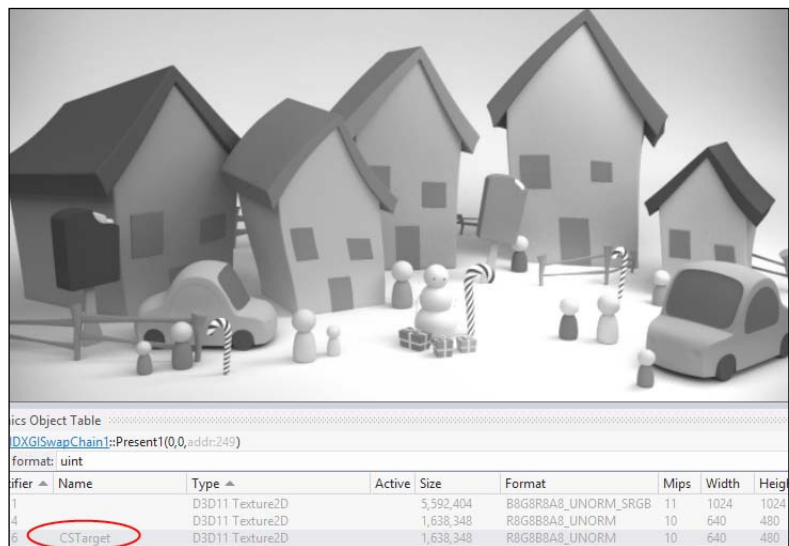 ics Object Table
IDXGISwapChain1::Present1(0,0,addr:249)
format: uint
tifier Name Type Active Size Format Mips Width Heigh
1 D3D11 Texture2D 5,592,404 B8G8R8A8_UNORM_SRGB 11 1024 1024
4 D3D11 Texture2D 1,638,348 R8G8B8A8_UNORM 10 640 480
6 CSTarget D3D11 Texture2D 1,638,348 R8G8B8A8_UNORM 10 640 480